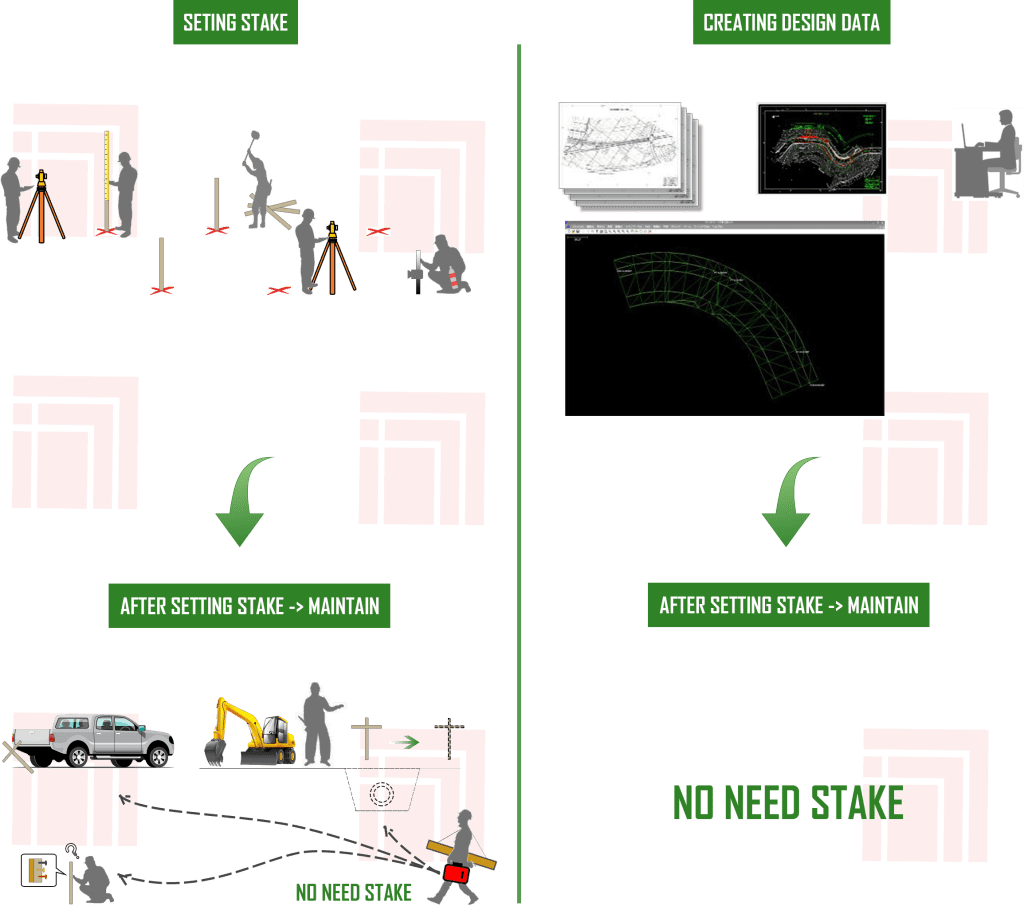 SETING STAKE
CREATING DESIGN DATA
AFTER SETTING STAKE -> MAINTAIN
AFTER SETTING STAKE -> MAINTAIN
NO NEED STAKE
NO NEED STAKE